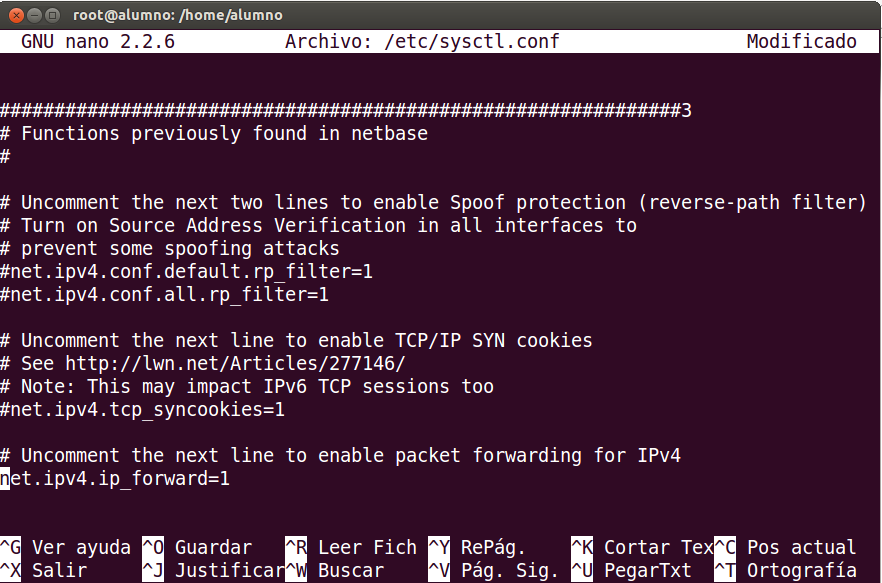 root@alumno: /home/alumno
GNU nano 2.2.6 Archivo: /etc/sysctl.conf Modificado
##############################################################3
# Functions previously found in netbase
#
# Uncomment the next two lines to enable Spoof protection (reverse-path filter)
# Turn on Source Address Verification in all interfaces to
# prevent some spoofing attacks
#net.ipv4.conf.default.rp_filter=1
#net.ipv4.conf.all.rp_filter=1
# Uncomment the next line to enable TCP/IP SYN cookies
# See http://lwn.net/Articles/277146/
# Note: This may impact IPv6 TCP sessions too
#net.ipv4.tcp_syncookies=1
# Uncomment the next line to enable packet forwarding for IPv4
net.ipv4.ip_forward=1
^G Ver ayuda ^O Guardar ^R Leer Fich ^Y RePág. ^K Cortar Tex^C Pos actual
^X Salir ^J Justificar^W Buscar ^V Pág. Sig. ^U PegarTxt ^T Ortografía